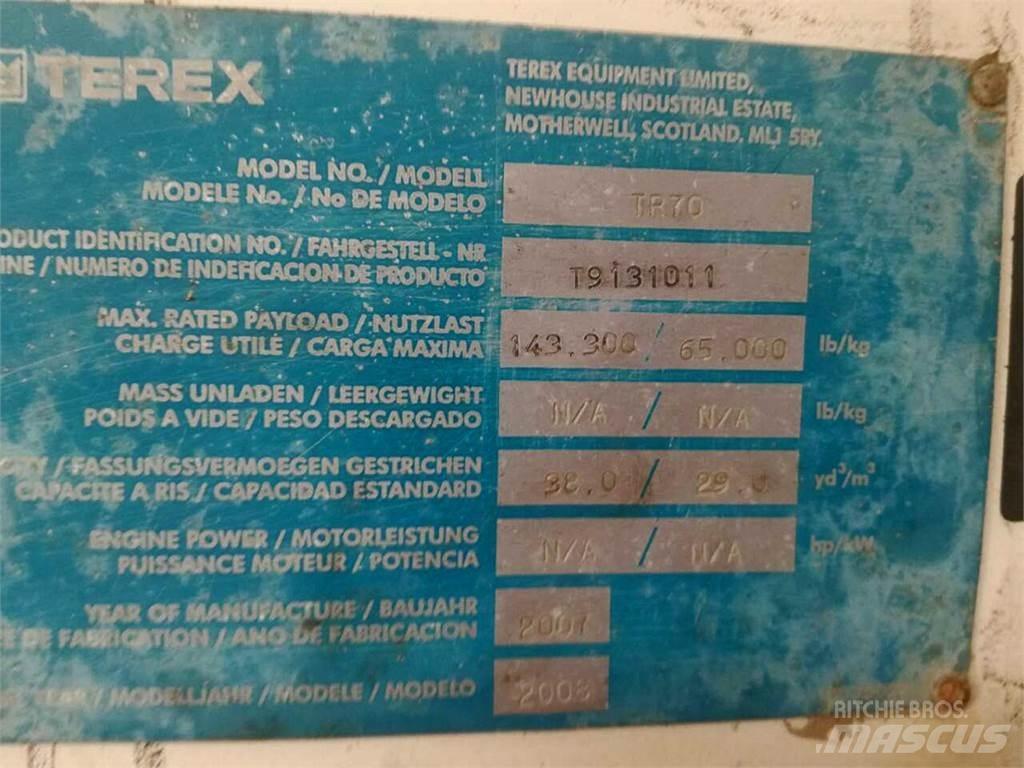 TEREX
TEREX EQUIPMENT LIMITED,
NEWHOUSE INDUSTRIAL ESTATE,
MOTHERWELL, SCOTLAND. ML1 5RY.
MODEL NO. / MODELL
MODELE No. / No DE MODELO
TR70
ODUCT IDENTIFICATION NO. / FAHRGESTELL - NR
INE / NUMERO DE INDEFICACION DE PRODUCTO
T9131011
MAX. RATED PAYLOAD / NUTZLAST
CHARGE UTILE / CARGA MAXIMA
143.300 / 65.000 lb/kg
MASS UNLADEN / LEERGEWIGHT
POIDS A VIDE / PESO DESCARGADO
N/A / N/A lb/kg
CITY / FASSUNGSVERMOEGEN GESTRICHEN
CAPACITE A RIS / CAPACIDAD ESTANDARD
38.0 / 29.0 yd³/m³
ENGINE POWER / MOTORLEISTUNG
PUISSANCE MOTEUR / POTENCIA
N/A / N/A hp/kW
YEAR OF MANUFACTURE / BAUJAHR
DE FABRICATION / ANO DE FABRICACION
2007
YEAR / MODELLJAHR / MODELE / MODELO
2008
RITCHIE BROS.
MASCUS